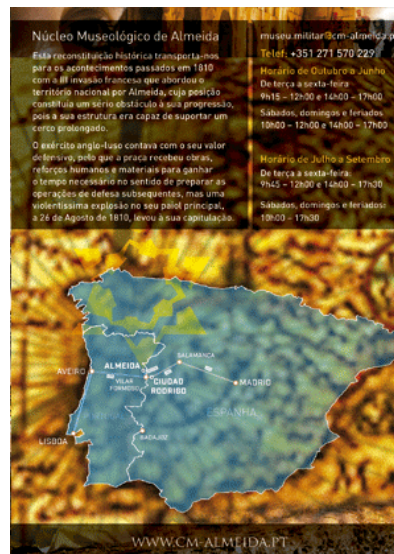 Núcleo Museológico de Almeida
Esta reconstituição histórica transporta-nos
para os acontecimentos passados em 1810
com a III invasão francesa que abordou o
território nacional por Almeida, cuja posição
constituía um sério obstáculo à sua progressão,
pois a sua estrutura era capaz de suportar um
cerco prolongado.
O exército anglo-luso contava com o seu valor
defensivo, pelo que a praça recebeu obras,
reforços humanos e materiais para ganhar
o tempo necessário no sentido de preparar as
operações de defesa subsequentes, mas uma
violentíssima explosão no seu paiol principal,
a 26 de Agosto de 1810, levou à sua capitulação.
museu.militar@cm-almeida.p
Telef: +351 271 570 229
Horário de Outubro a Junho
De terça a sexta-feira:
9h15 – 12h00 e 14h00 – 17h00
Sábados, domingos e feriados:
10h00 – 12h00 e 14h00 – 17h00
Horário de Julho a Setembro
De terça a sexta-feira:
9h45 – 12h00 e 14h00 – 17h30
Sábados, domingos e feriados:
10h00 – 17h30
SALAMANCA
ALMEIDA
AVEIRO
VILAR
FORMOSO
CIUDAD
RODRIBO
MADRID
ESPANHA
BADAJOZ
LISBOA
WWW.CM-ALMEIDA.PT